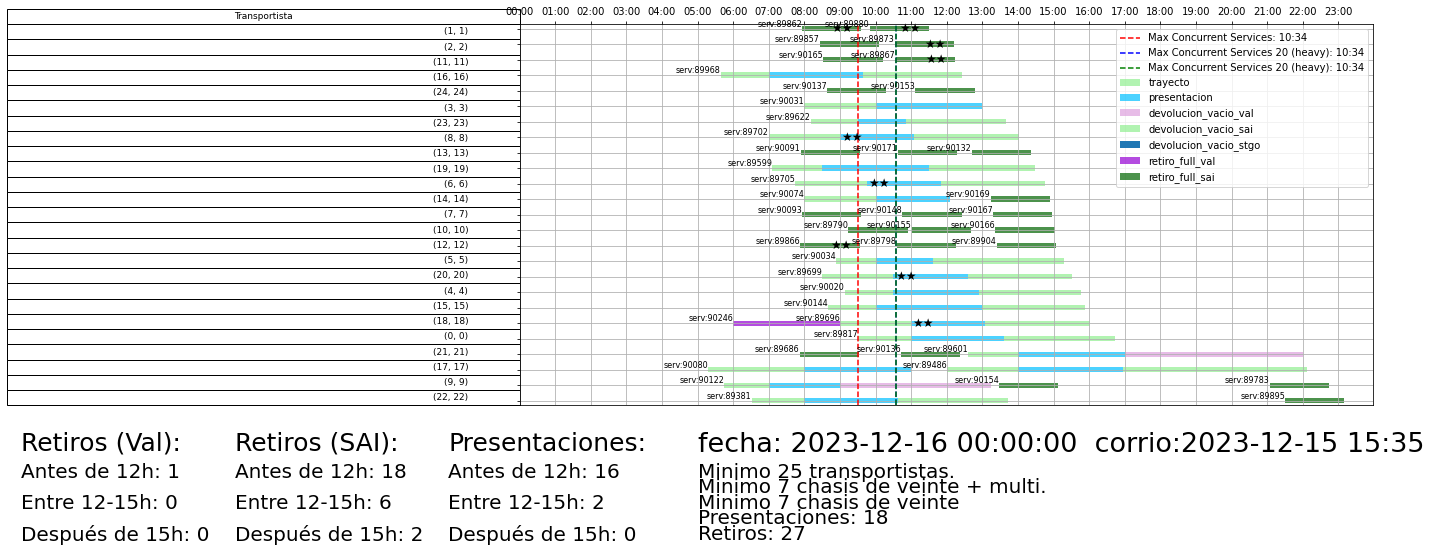 Transportista
00:00 01:00 02:00 03:00 04:00 05:00 06:00 07:00 08:00 09:00 10:00 11:00 12:00 13:00 14:00 15:00 16:00 17:00 18:00 19:00 20:00 21:00 22:00 23:00
(1, 1) serv:89862 serv:89880
(2, 2) serv:89857 serv:89873
(11, 11) serv:90165 serv:89867
(16, 16) serv:89968
(24, 24) serv:90137 serv:90153
(3, 3) serv:90031
(23, 23) serv:89622
(8, 8) serv:89702
(13, 13) serv:90091 serv:90171 serv:90132
(19, 19) serv:89599
(6, 6) serv:89705
(14, 14) serv:90074 serv:90169
(7, 7) serv:90093 serv:90148 serv:90167
(10, 10) serv:89790 serv:90155 serv:90166
(12, 12) serv:89866 serv:89798 serv:89904
(5, 5) serv:90034
(20, 20) serv:89699
(4, 4) serv:90020
(15, 15) serv:90144
(18, 18) serv:90246 serv:89696
(0, 0) serv:89817
(21, 21) serv:89686 serv:90136 serv:89601
(17, 17) serv:90080 serv:89486
(9, 9) serv:90122 serv:90154 serv:89783
(22, 22) serv:89381 serv:89895
Max Concurrent Services: 10:34
Max Concurrent Services 20 (heavy): 10:34
Max Concurrent Services 20 (heavy): 10:34
trayecto
presentacion
devolucion_vacio_val
devolucion_vacio_sai
devolucion_vacio_stgo
retiro_full_val
retiro_full_sai
Retiros (Val):
Antes de 12h: 1
Entre 12-15h: 0
Después de 15h: 0
Retiros (SAI):
Antes de 12h: 18
Entre 12-15h: 6
Después de 15h: 2
Presentaciones:
Antes de 12h: 16
Entre 12-15h: 2
Después de 15h: 0
fecha: 2023-12-16 00:00:00 corrio:2023-12-15 15:35
Minimo 25 transportistas.
Minimo 7 chasis de veinte + multi.
Minimo 7 chasis de veinte
Presentaciones: 18
Retiros: 27